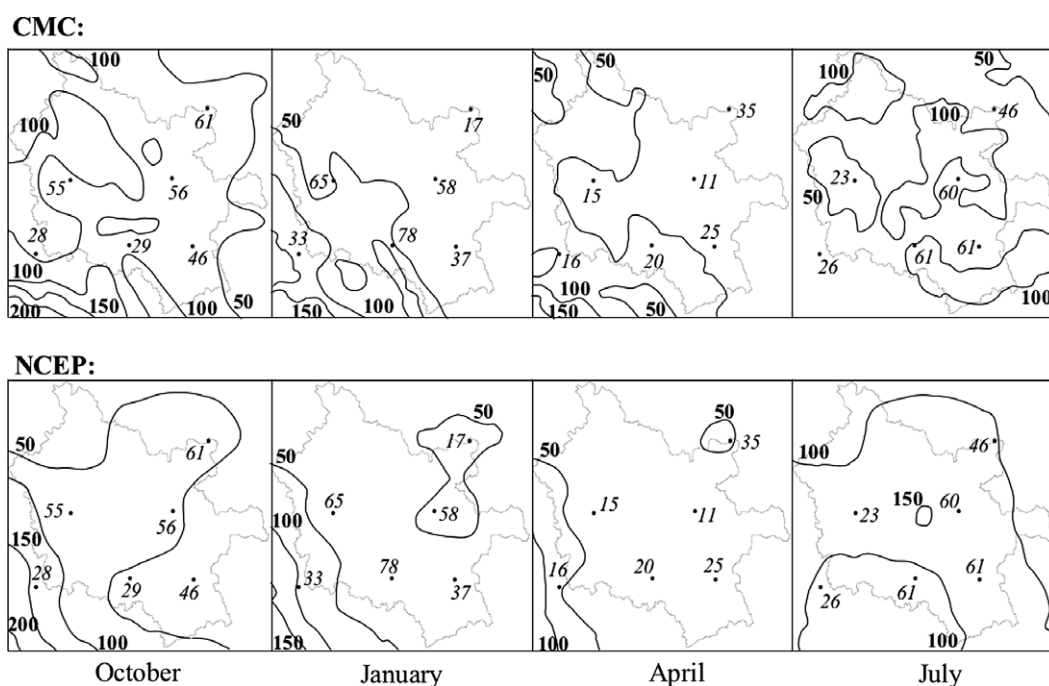 CMC:
100 50 50 100 50
61 17 35 46
100 50 100
55 56 65 58 15 11 23 60
50
28 29 46 33 78 37 16 20 25 26 61 61
100 100 100
200 150 100 50 150 100 150 50
NCEP:
50 50
50 61 17 35 100 46
50 50
55 56 65 58 15 11 23 150 60
100
150
28 29 46 33 78 37 16 20 25 26 61 61
200 100 150 100 100
October January April July